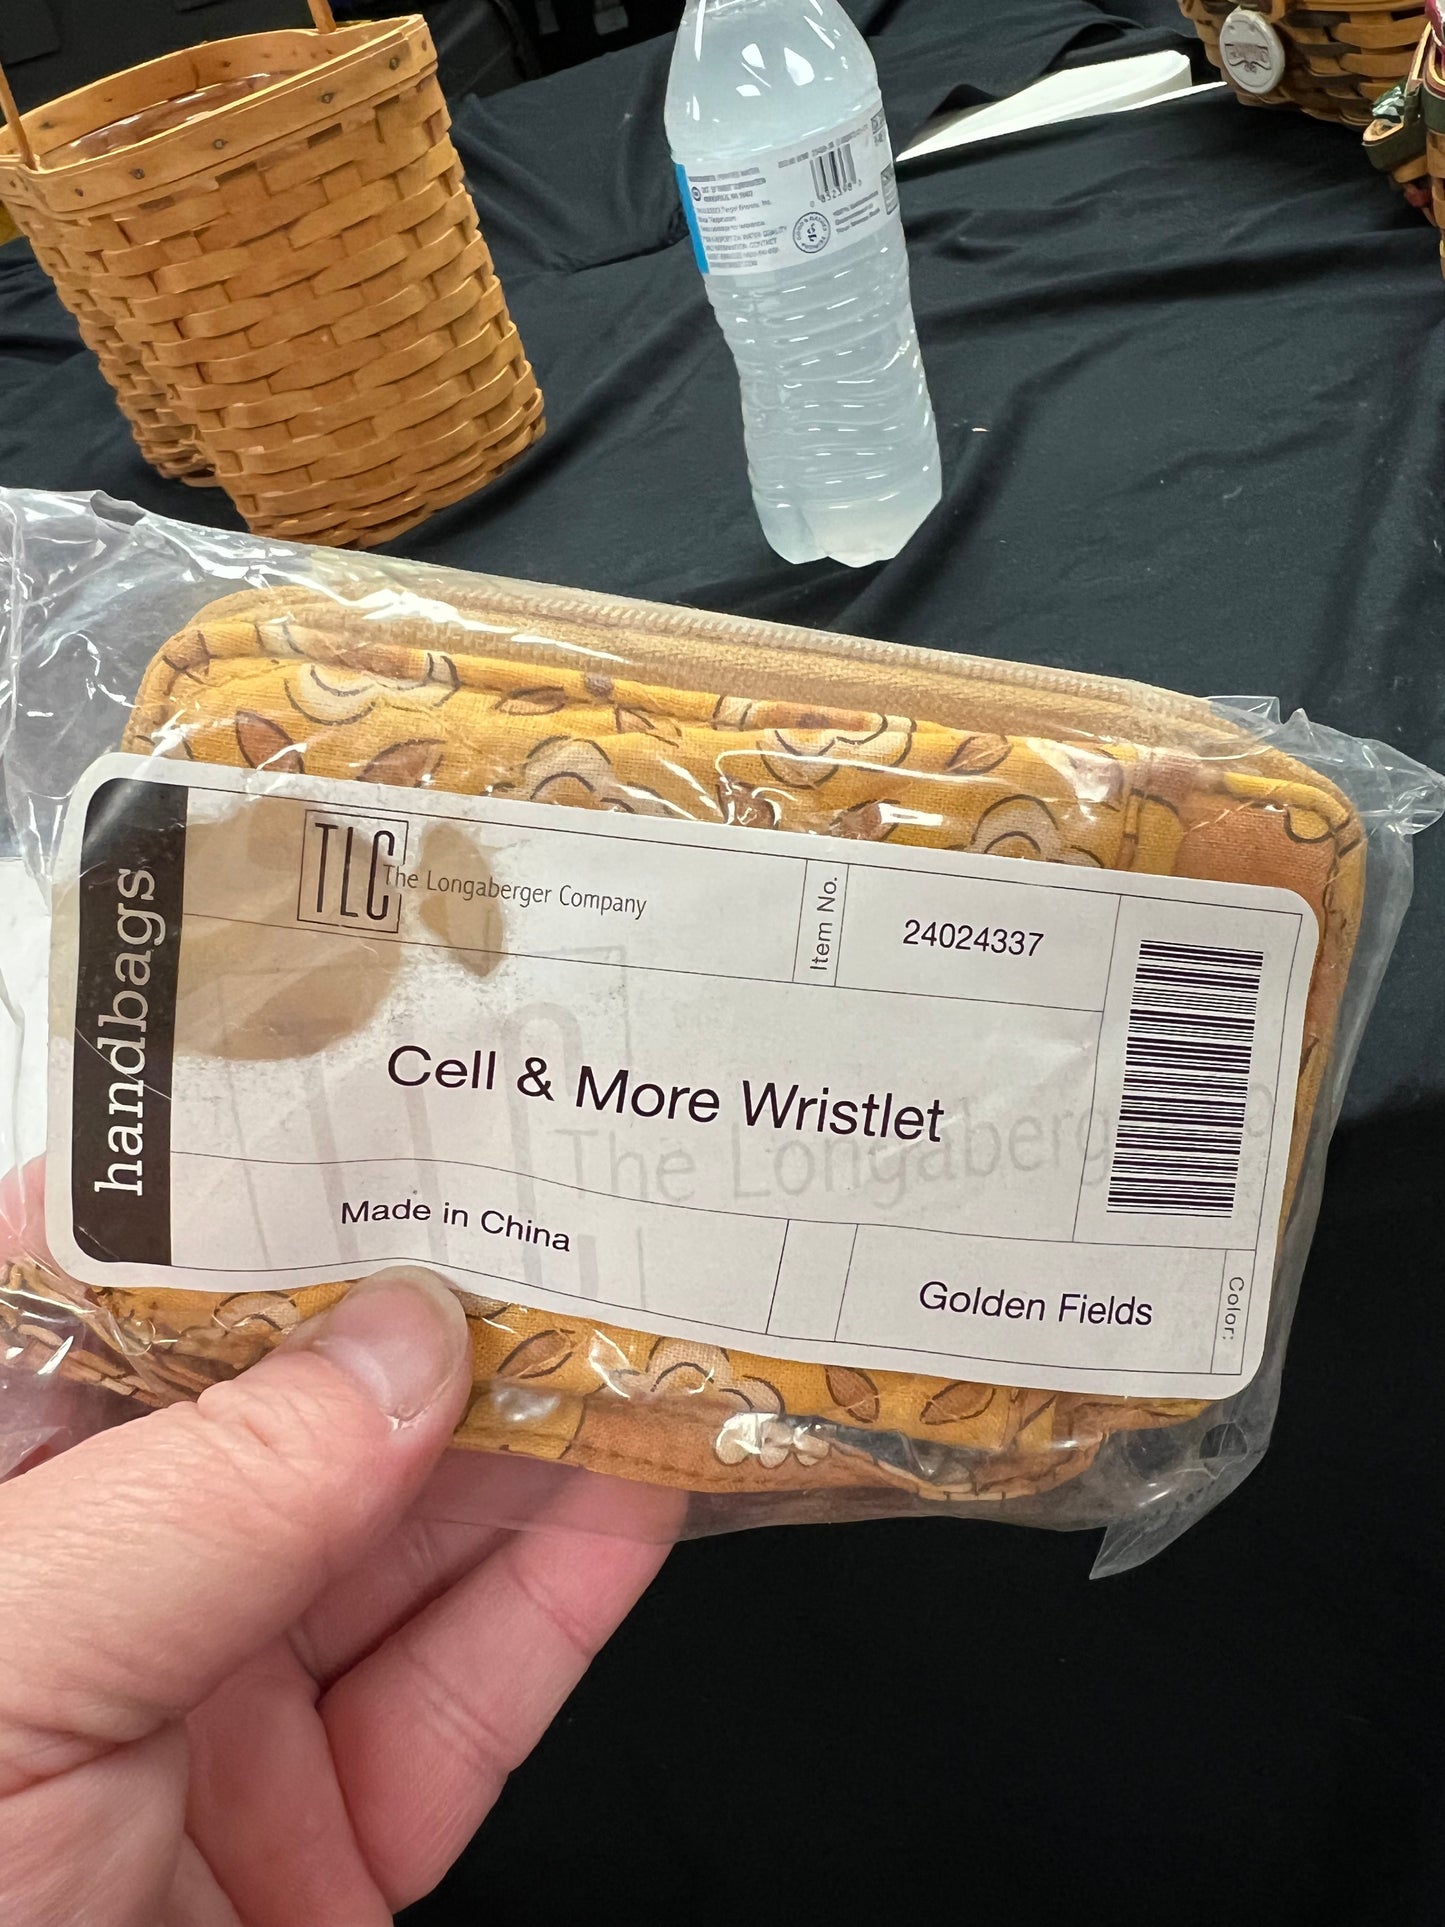 handbags
TLC
The Longaberger Company
Item No.
24024337
Cell & More Wristlet
The Longaberg
Made in China
Golden Fields
Color: